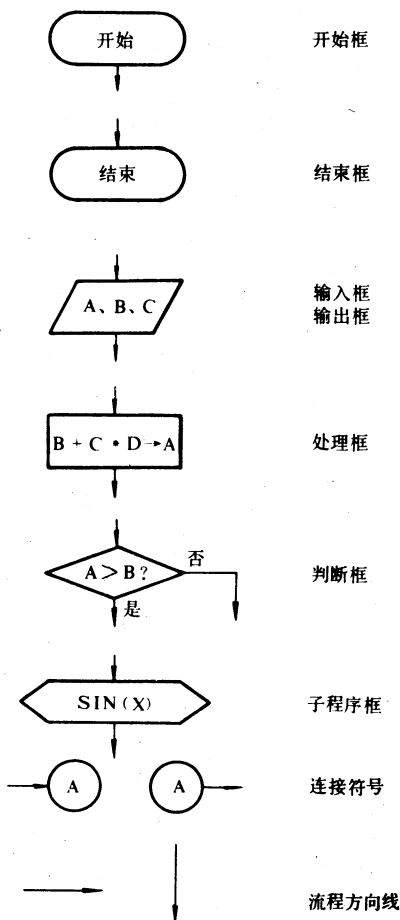 开始 开始框
结束 结束框
A、B、C 输入框
输出框
B + C • D→A 处理框
否
A＞B? 判断框
是
SIN(X) 子程序框
A A 连接符号
流程方向线